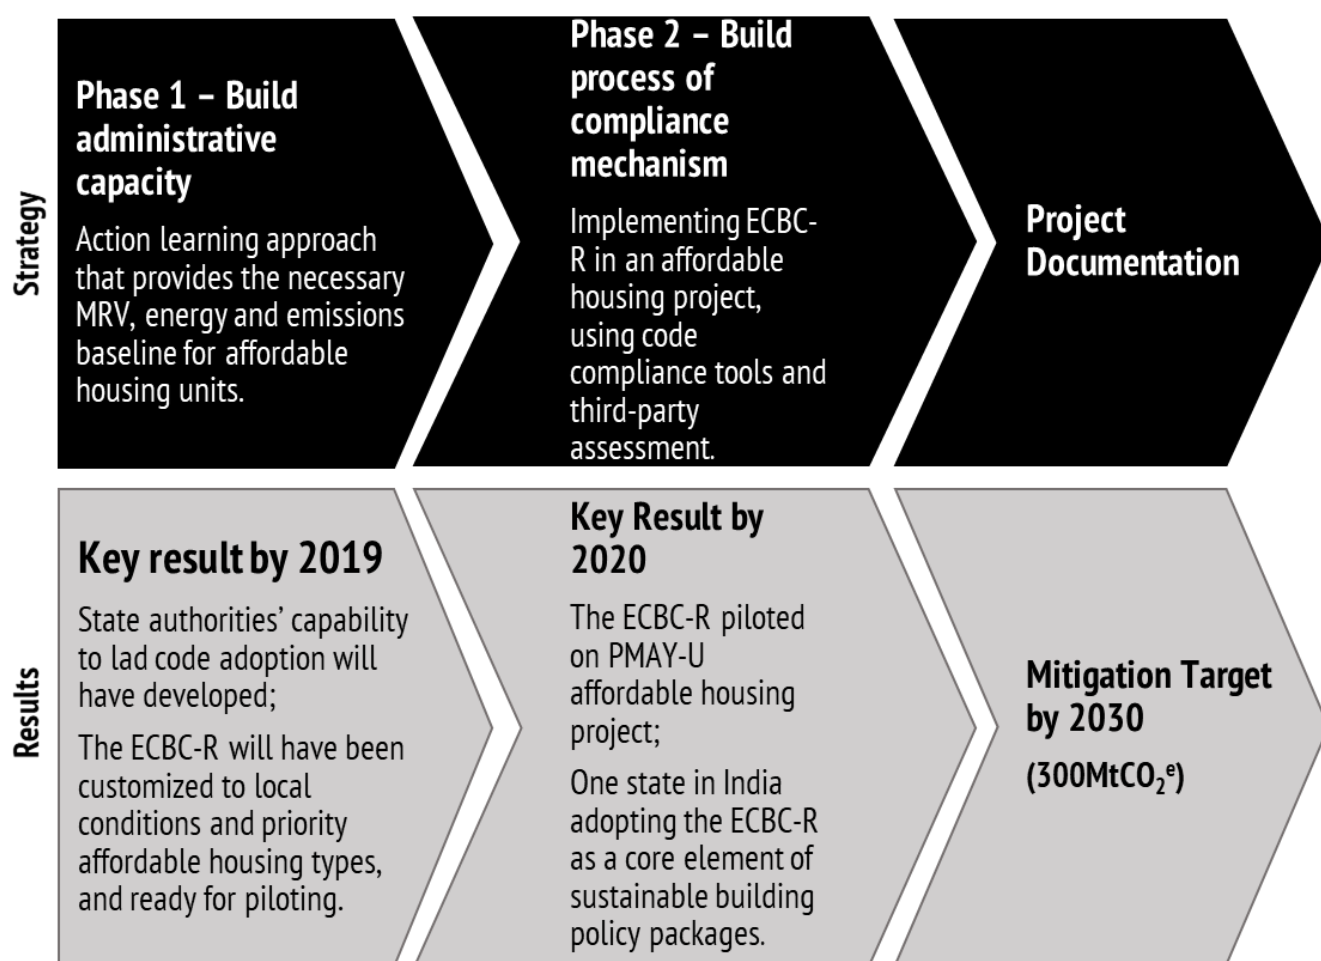 Strategy
Phase 1 – Build
administrative
capacity
Action learning approach
that provides the necessary
MRV, energy and emissions
baseline for affordable
housing units.
Phase 2 – Build
process of
compliance
mechanism
Implementing ECBC-
R in an affordable
housing project,
using code
compliance tools and
third-party
assessment.
Project
Documentation
Results
Key result by 2019
State authorities’ capability
to lad code adoption will
have developed;
The ECBC-R will have been
customized to local
conditions and priority
affordable housing types,
and ready for piloting.
Key Result by
2020
The ECBC-R piloted
on PMAY-U
affordable housing
project;
One state in India
adopting the ECBC-R
as a core element of
sustainable building
policy packages.
Mitigation Target
by 2030
(300MtCO₂ᵉ)